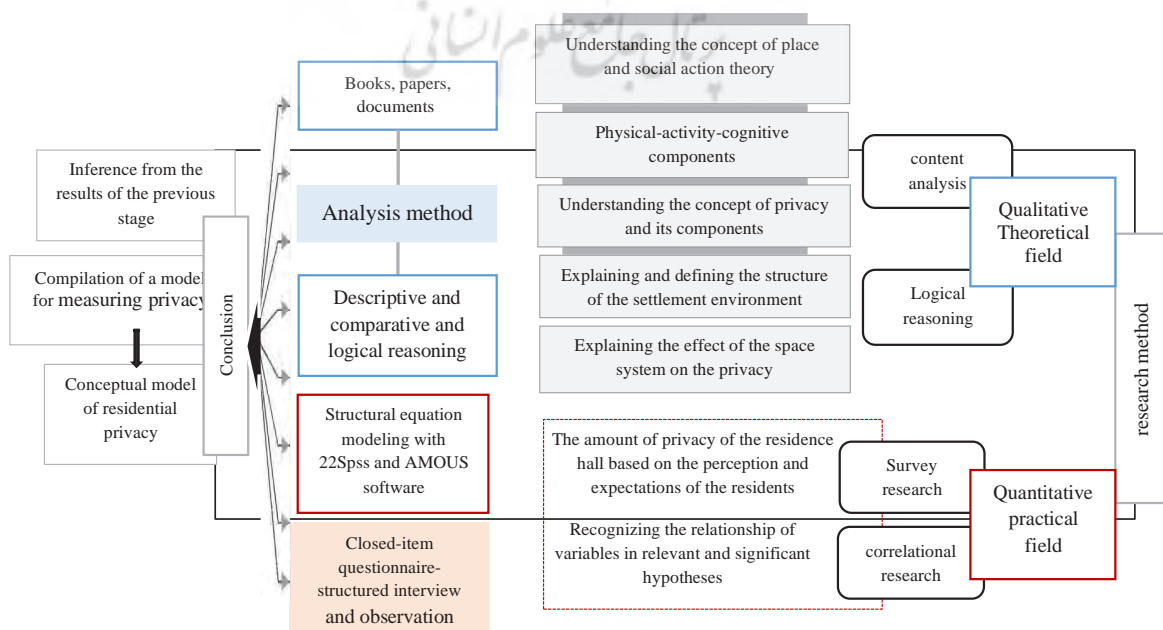 پرتال جامع علوم انسانی
Understanding the concept of place
and social action theory
Books, papers,
documents
Physical-activity-cognitive
components
content
analysis
Inference from the
results of the previous
stage
Analysis method
Understanding the concept of privacy
and its components
Qualitative
Theoretical
field
Compilation of a model
for measuring privacy
Conclusion
Descriptive and
comparative and
logical reasoning
Explaining and defining the structure
of the settlement environment
Logical
reasoning
research method
Conceptual model
of residential
privacy
Explaining the effect of the space
system on the privacy
Structural equation
modeling with
22Spss and AMOUS
software
The amount of privacy of the residence
hall based on the perception and
expectations of the residents
Survey
research
Quantitative
practical
field
Closed-item
questionnaire-
structured interview
and observation
Recognizing the relationship of
variables in relevant and significant
hypotheses
correlational
research